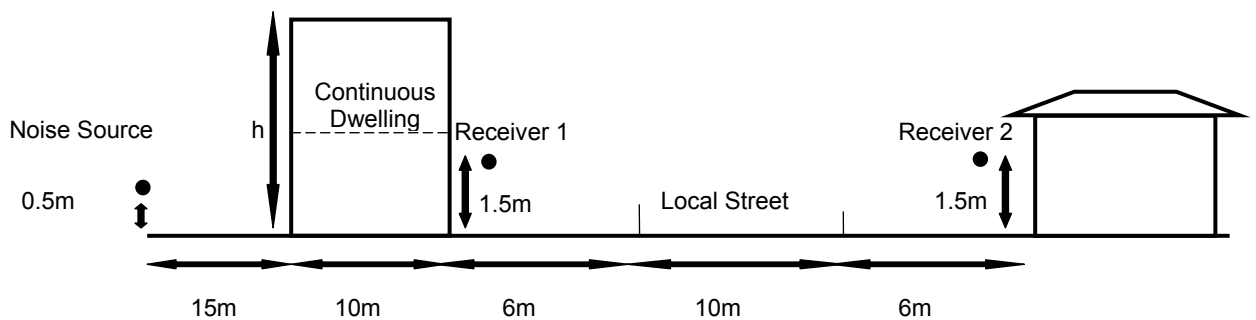 Continuous
Dwelling
Noise Source
h
Receiver 1
Receiver 2
0.5m
1.5m
Local Street
1.5m
15m
10m
6m
10m
6m